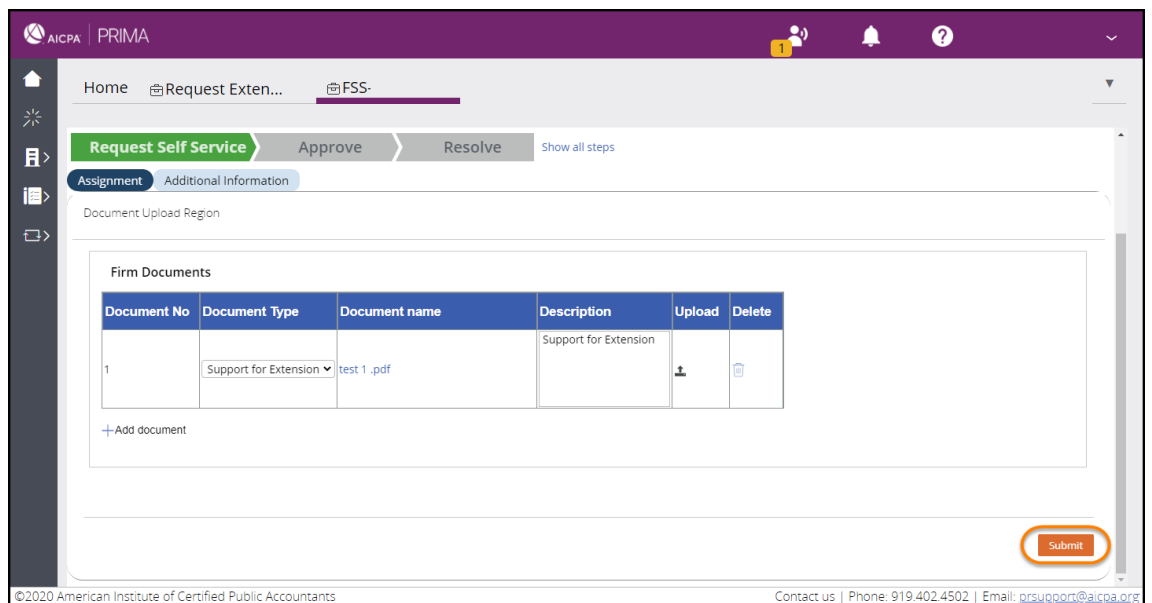 AICPA PRIMA
1
Home Request Exten... FSS-
Request Self Service Approve Resolve Show all steps
Assignment Additional Information
Document Upload Region
Firm Documents
Document No Document Type Document name Description Upload Delete
Support for Extension
1 Support for Extension test 1 .pdf
+Add document
Submit
©2020 American Institute of Certified Public Accountants Contact us | Phone: 919.402.4502 | Email: prsupport@aicpa.org